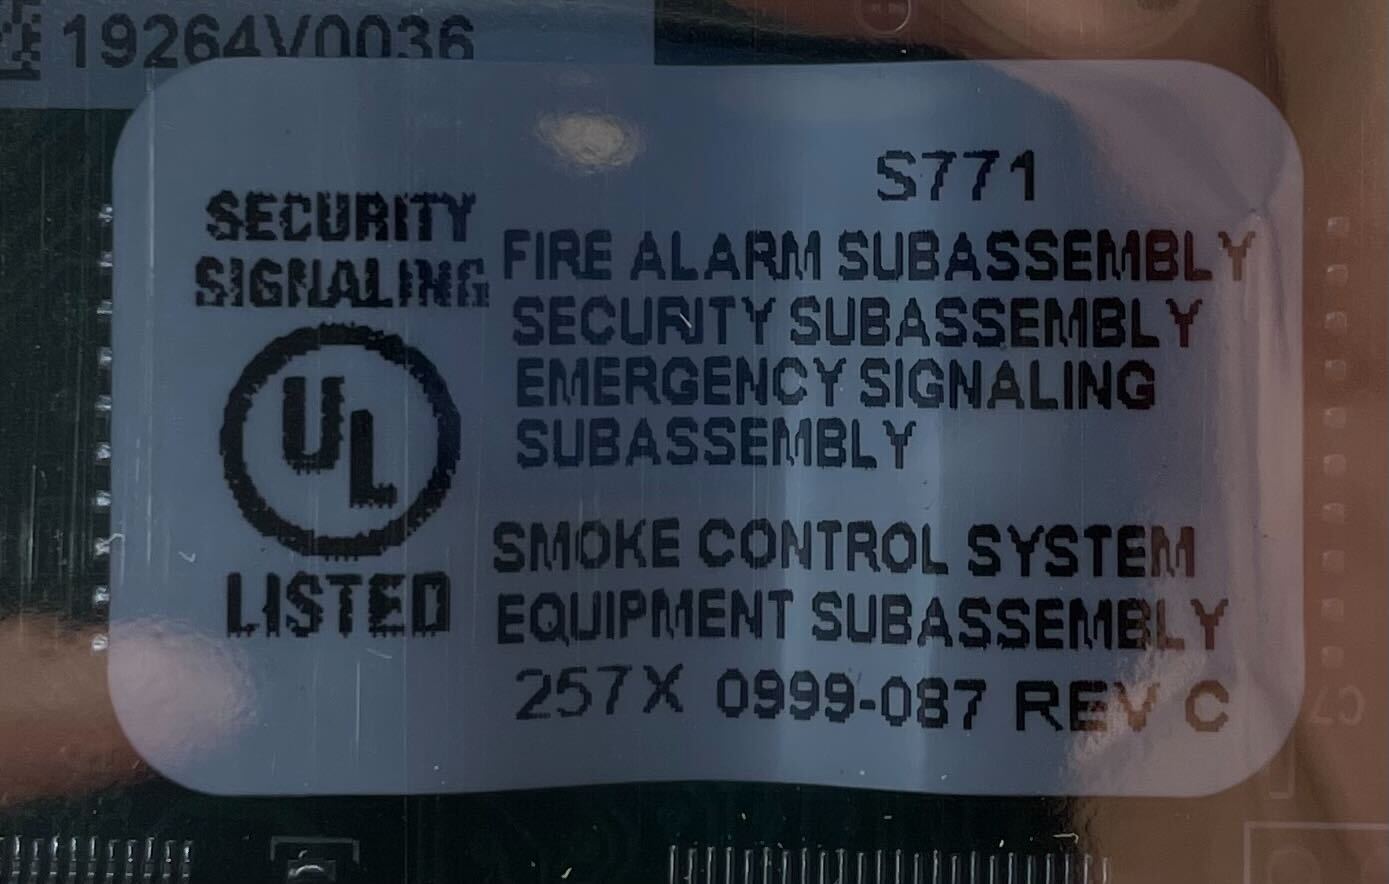 19264V0036
S771
SECURITY
SIGNALING
UL
LISTED
FIRE ALARM SUBASSEMBLY
SECURITY SUBASSEMBLY
EMERGENCY SIGNALING
SUBASSEMBLY
SMOKE CONTROL SYSTEM
EQUIPMENT SUBASSEMBLY
257X 0999-087 REV C
C7